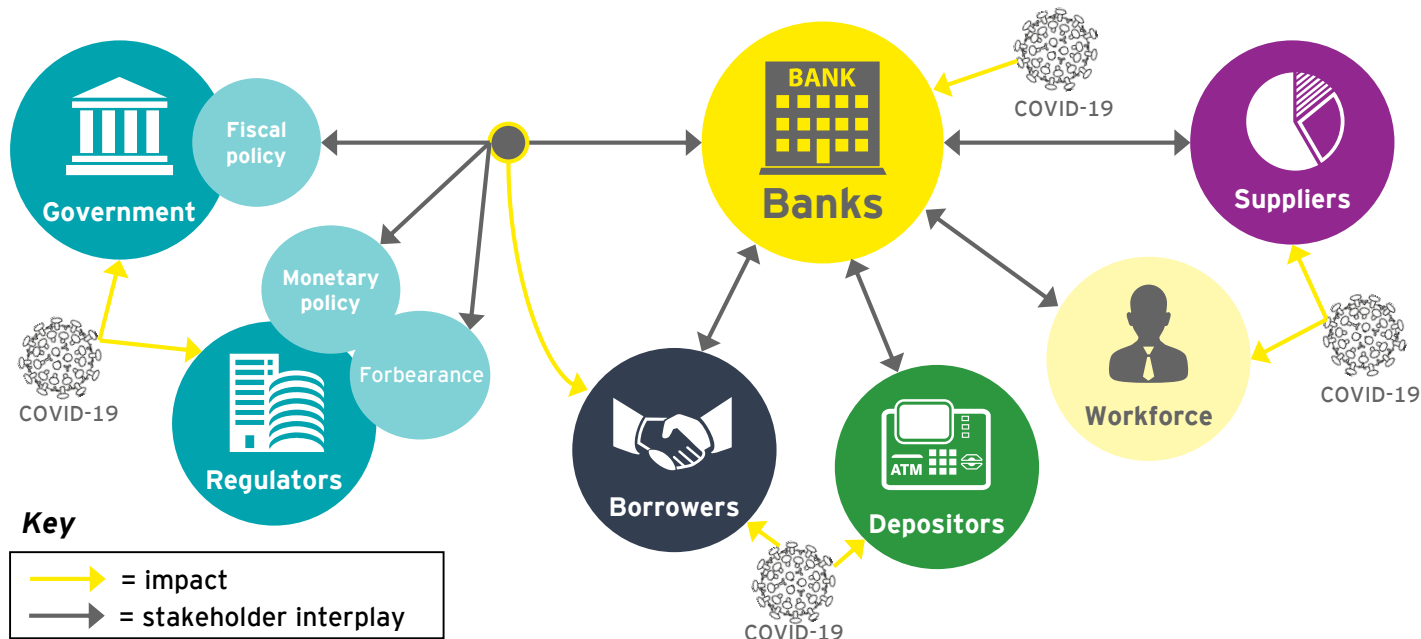 BANK
Banks
COVID-19
Suppliers
Fiscal
policy
Government
Monetary
policy
Forbearance
Regulators
COVID-19
Borrowers
ATM
Depositors
Workforce
COVID-19
COVID-19
Key
= impact
= stakeholder interplay